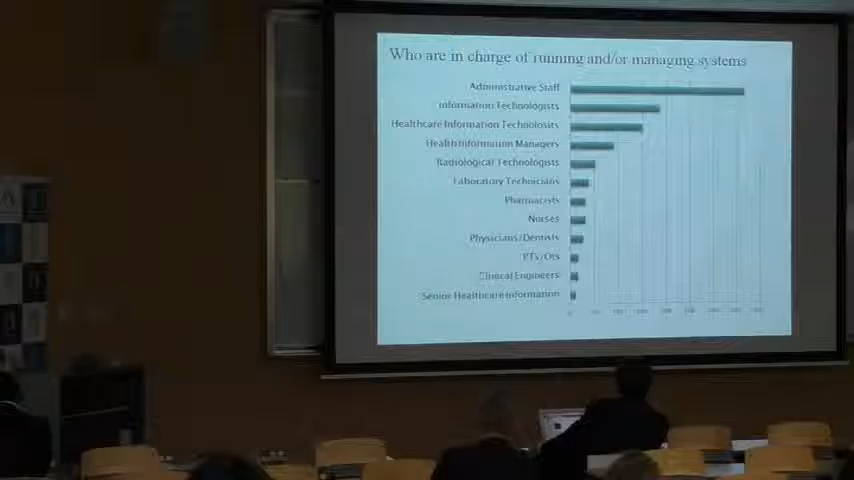 Who are in charge of running and/or managing systems
Administrative Staff
Information Technologists
Healthcare Information Technolosits
Health Information Managers
Radiological Technologists
Laboratory Technicians
Pharmacists
Nurses
Physicians/Dentists
PTs/Ots
Clinical Engineers
Senior Healthcare Information